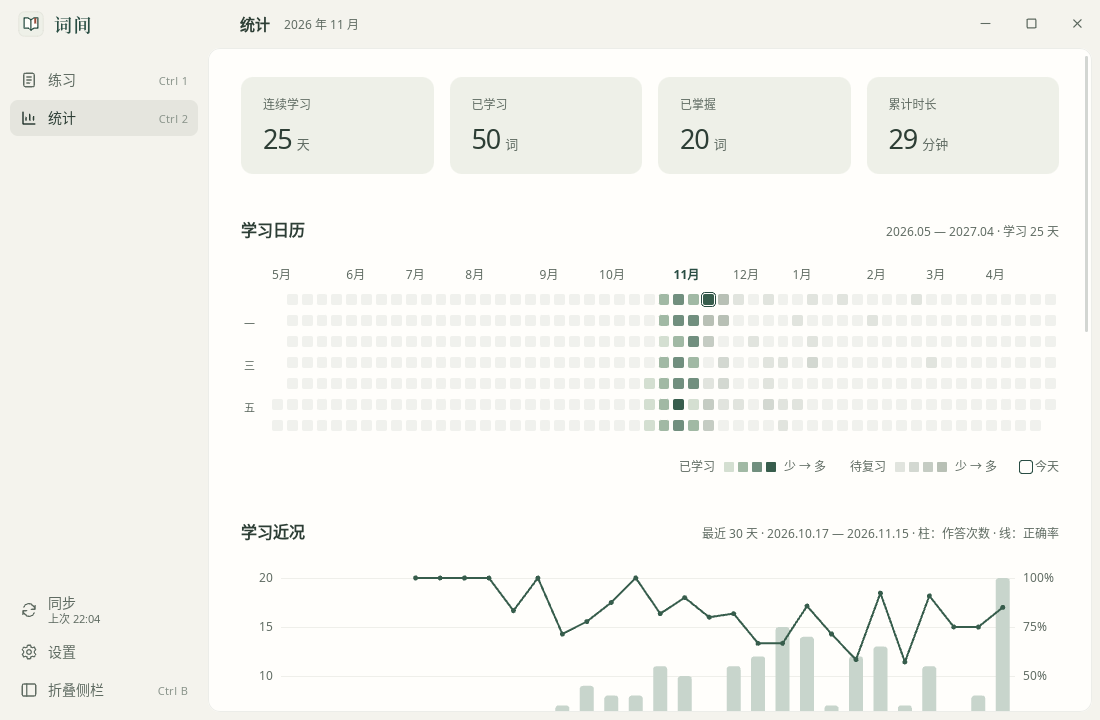 词间
统计 2026 年 11 月
练习 Ctrl 1
统计 Ctrl 2
连续学习
25 天
已学习
50 词
已掌握
20 词
累计时长
29 分钟
学习日历
2026.05 — 2027.04 · 学习 25 天
5月 6月 7月 8月 9月 10月 11月 12月 1月 2月 3月 4月
一
三
五
已学习 少 → 多 待复习 少 → 多 今天
学习近况
最近 30 天 · 2026.10.17 — 2026.11.15 · 柱：作答次数 · 线：正确率
20 100%
15 75%
10 50%
同步
上次 22:04
设置
折叠侧栏 Ctrl B